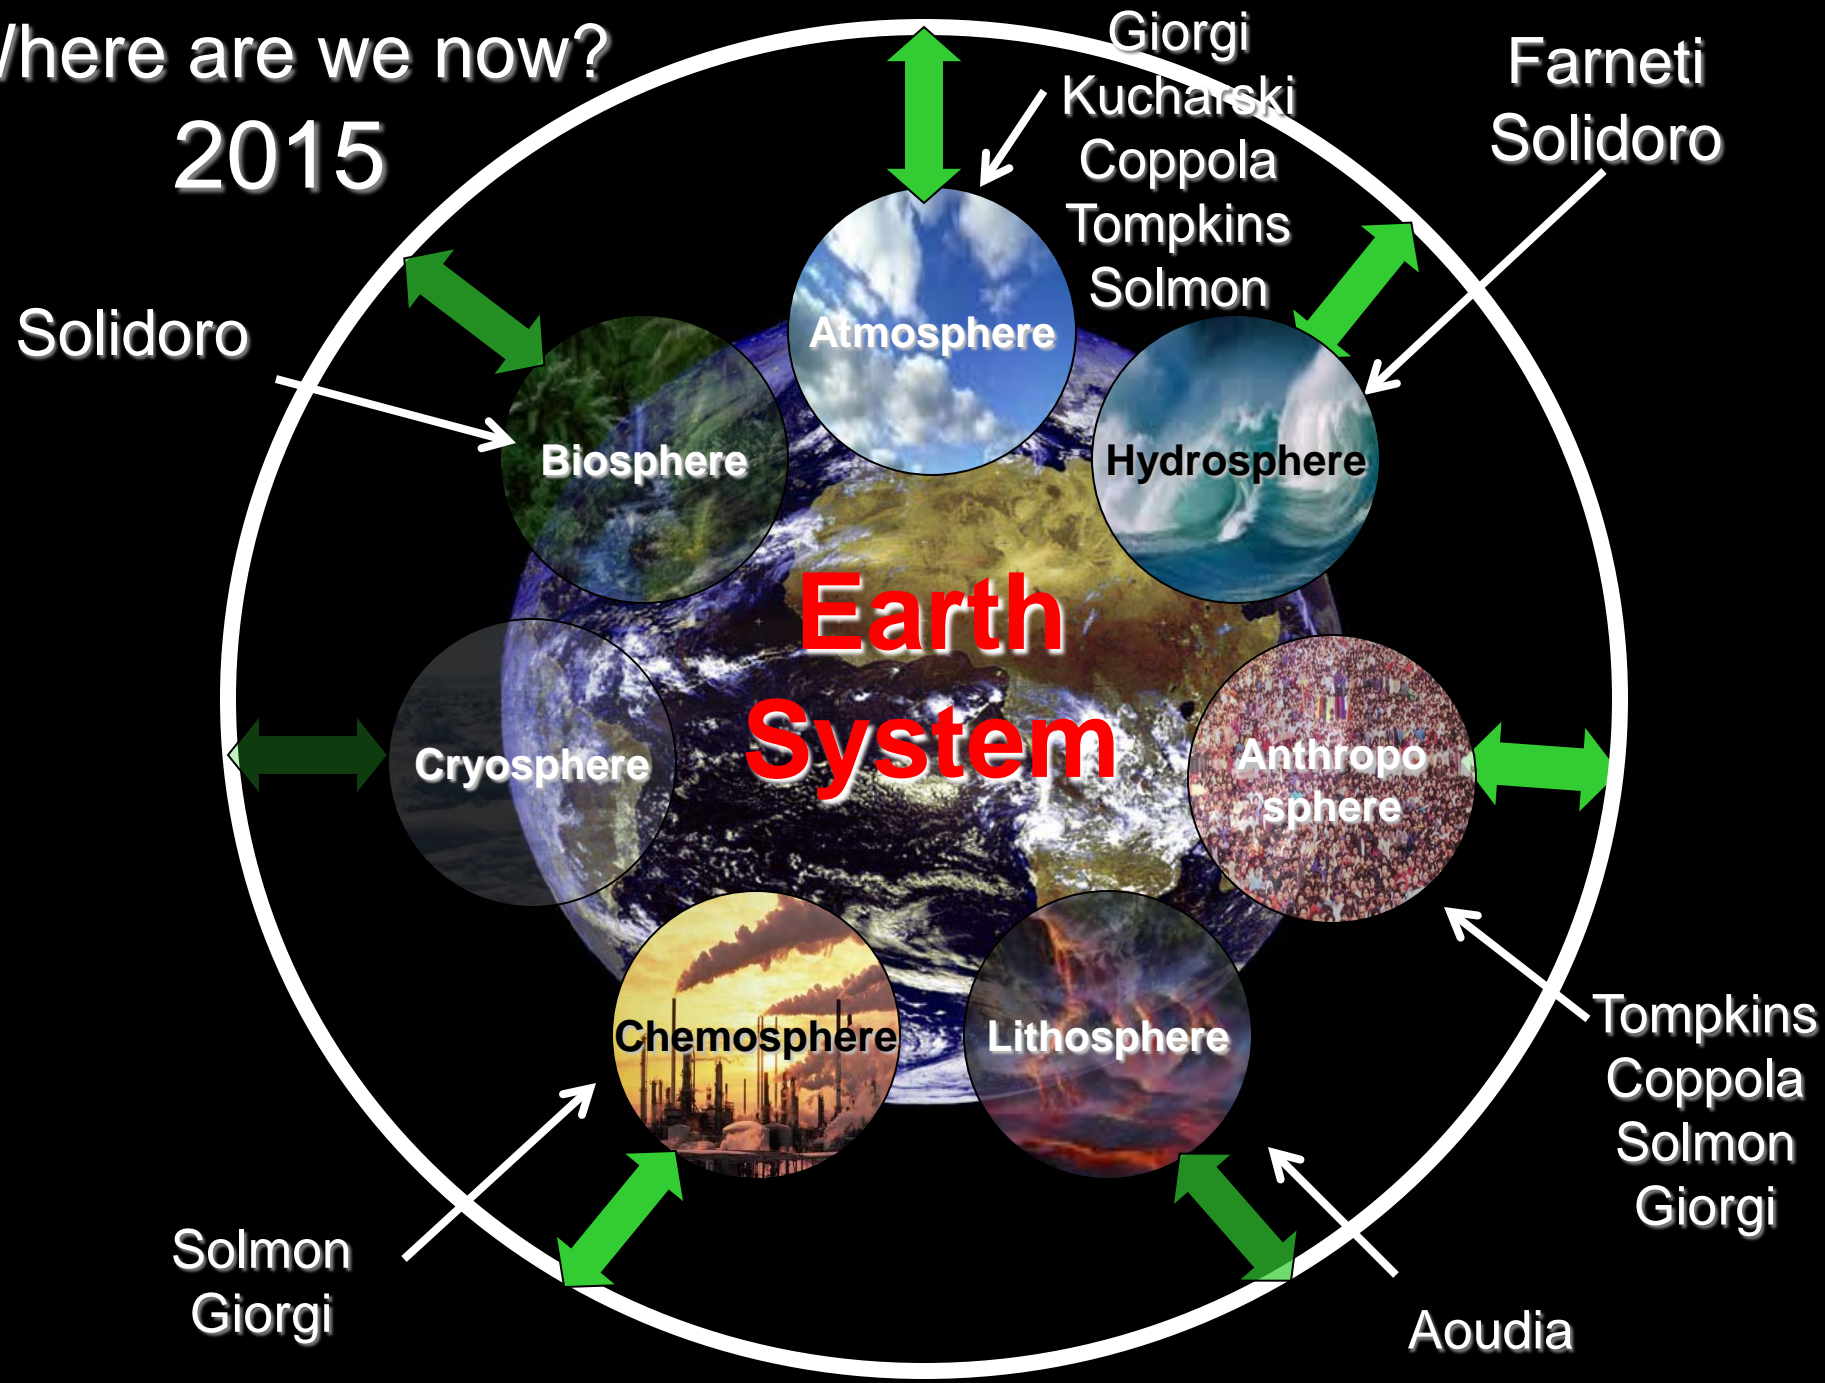 Where are we now?
2015
Giorgi
Kucharski
Coppola
Tompkins
Solmon
Farneti
Solidoro
Solidoro
Atmosphere
Biosphere
Hydrosphere
Earth
System
Cryosphere
Anthropo
sphere
Chemosphere
Lithosphere
Tompkins
Coppola
Solmon
Giorgi
Solmon
Giorgi
Aoudia